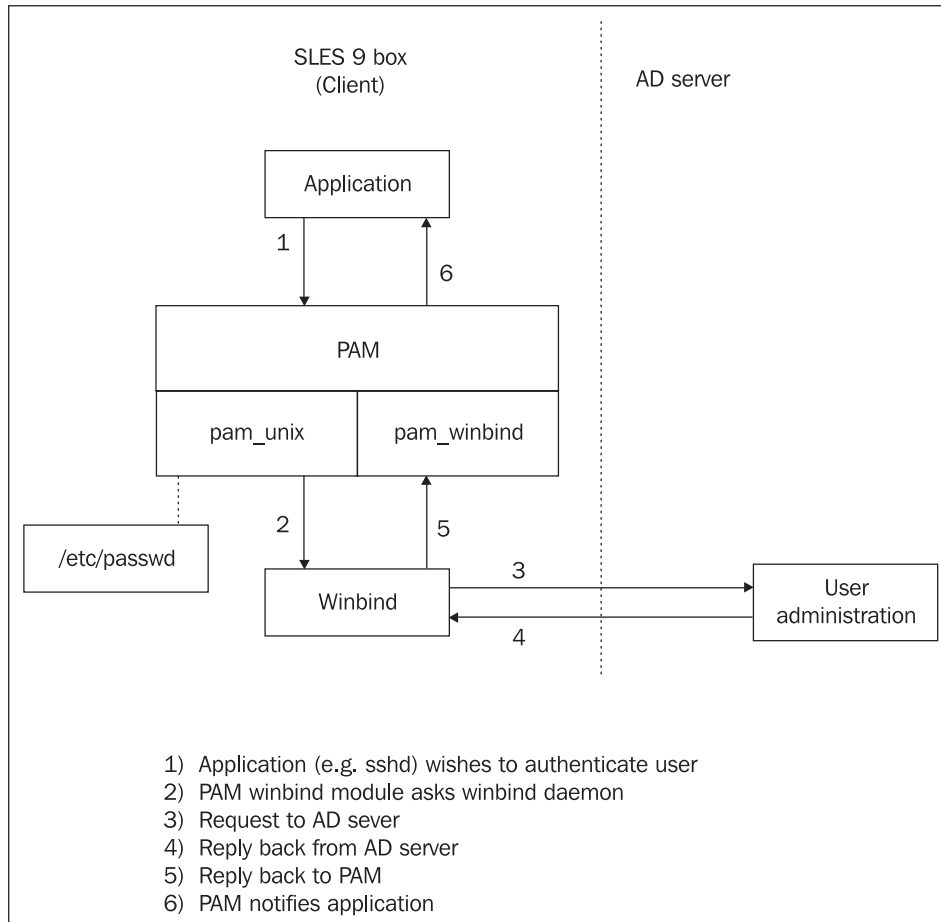 SLES 9 box
(Client)
AD server
Application
1
6
PAM
pam_unix
pam_winbind
2
5
/etc/passwd
Winbind
3
4
User
administration
1) Application (e.g. sshd) wishes to authenticate user
2) PAM winbind module asks winbind daemon
3) Request to AD sever
4) Reply back from AD server
5) Reply back to PAM
6) PAM notifies application